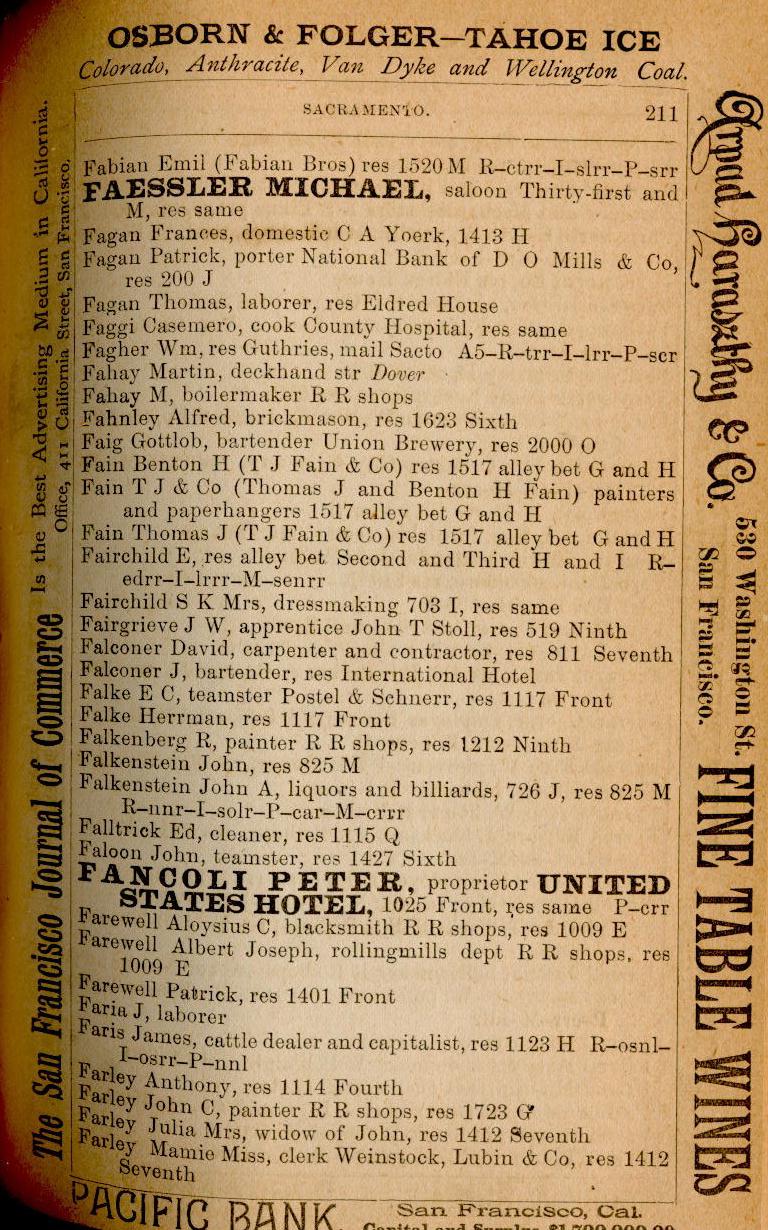 OSBORN & FOLGER—TAHOE ICE
Colorado, Anthracite, Van Dyke and Wellington Coal.
SACRAMENTO. 211
Fabian Emil (Fabian Bros) res 1520 M R-ctrr-I-slrr-P-srr
FAESSLER MICHAEL, saloon Thirty-first and
M, res same
Fagan Frances, domestic C A Yoerk, 1413 H
Fagan Patrick, porter National Bank of D O Mills & Co,
res 200 J
Fagan Thomas, laborer, res Eldred House
Faggi Casemero, cook County Hospital, res same
Fagher Wm, res Guthries, mail Sacto A5-R-trr-I-lrr-P-scr
Fahay Martin, deckhand str Dover
Fahay M, boilermaker R R shops
Fahnley Alfred, brickmason, res 1623 Sixth
Faig Gottlob, bartender Union Brewery, res 2000 O
Fain Benton H (T J Fain & Co) res 1517 alley bet G and H
Fain T J & Co (Thomas J and Benton H Fain) painters
and paperhangers 1517 alley bet G and H
Fain Thomas J (T J Fain & Co) res 1517 alley bet G and H
Fairchild E, res alley bet Second and Third H and I R-
edrr-I-lrrr-M-senrr
Fairchild S K Mrs, dressmaking 703 I, res same
Fairgrieve J W, apprentice John T Stoll, res 519 Ninth
Falconer David, carpenter and contractor, res 811 Seventh
Falconer J, bartender, res International Hotel
Falke E C, teamster Postel & Schnerr, res 1117 Front
Falke Herrman, res 1117 Front
Falkenberg R, painter R R shops, res 1212 Ninth
Falkenstein John, res 825 M
Falkenstein John A, liquors and billiards, 726 J, res 825 M
R-nnr-I-solr-P-car-M-crrr
Falltrick Ed, cleaner, res 1115 Q
Faloon John, teamster, res 1427 Sixth
FANCOLI PETER, proprietor UNITED
STATES HOTEL, 1025 Front, res same P-crr
Farewell Aloysius C, blacksmith R R shops, res 1009 E
Farewell Albert Joseph, rollingmills dept R R shops, res
1009 E
Farewell Patrick, res 1401 Front
Faria J, laborer
Faris James, cattle dealer and capitalist, res 1123 H R-osnl-
I-osrr-P-nnl
Farley Anthony, res 1114 Fourth
Farley John C, painter R R shops, res 1723 G
Farley Julia Mrs, widow of John, res 1412 Seventh
Farley Mamie Miss, clerk Weinstock, Lubin & Co, res 1412
Seventh
PACIFIC BANK, San Francisco, Cal.
Capital and Surplus $1,700,000.00
The San Francisco Journal of Commerce Is the Best Advertising Medium in California.
Office, 411 California Street, San Francisco.
Arpad Haraszthy & Co. 530 Washington St.
San Francisco.
FINE TABLE WINES